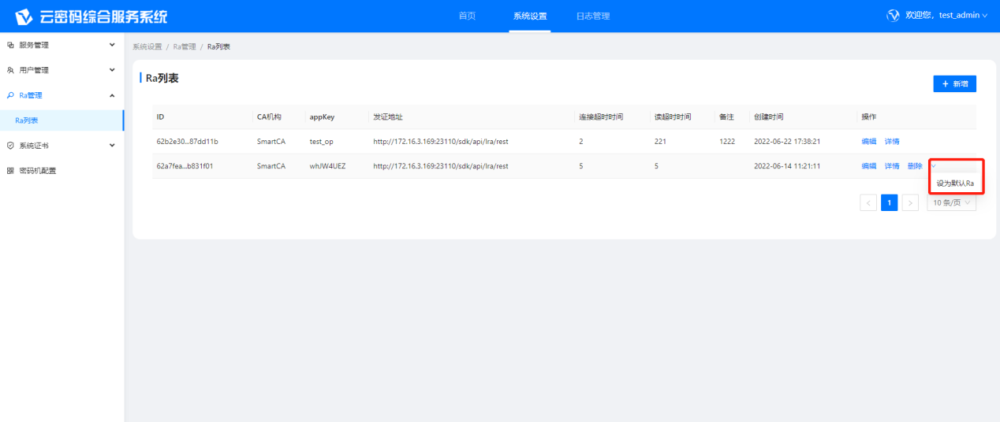 云密码综合服务系统 首页 系统设置 日志管理 欢迎您，test_admin
服务管理
用户管理
Ra管理
Ra列表
系统证书
密码机配置
系统设置 / Ra管理 / Ra列表
Ra列表
+ 新增
ID CA机构 appKey 发证地址 连接超时时间 读超时时间 备注 创建时间 操作
62b2e30...87dd11b SmartCA test_op http://172.16.3.169:23110/sdk/api/lra/rest 2 221 1222 2022-06-22 17:38:21 编辑 详情
62a7fea...b831f01 SmartCA whJW4UEZ http://172.16.3.169:23110/sdk/api/lra/rest 5 5 2022-06-14 11:21:11 编辑 详情 删除
设为默认Ra
< 1 > 10 条/页